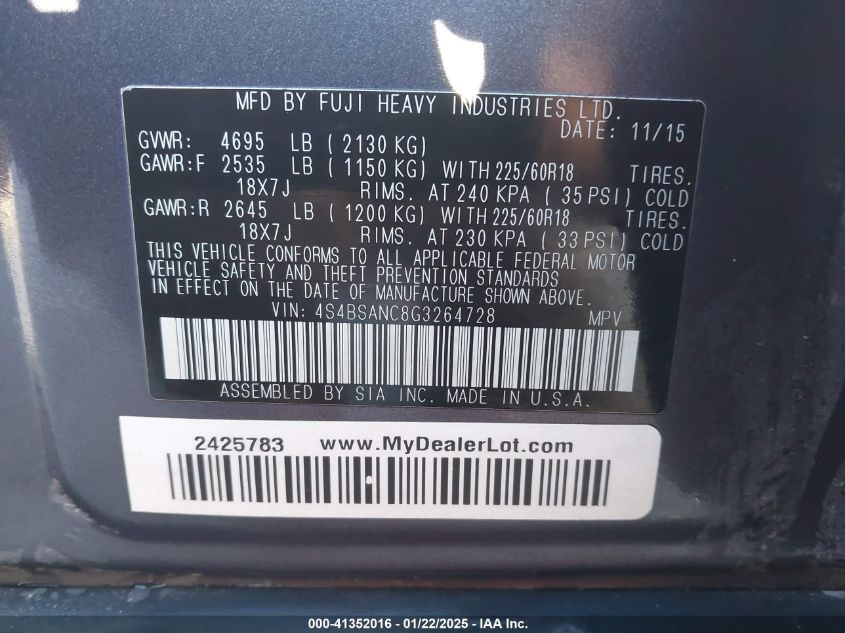 MFD BY FUJI HEAVY INDUSTRIES LTD.
DATE: 11/15
GVWR: 4695 LB ( 2130 KG)
GAWR:F 2535 LB ( 1150 KG) WITH 225/60R18 TIRES.
18X7J RIMS. AT 240 KPA ( 35 PSI) COLD
GAWR:R 2645 LB ( 1200 KG) WITH 225/60R18 TIRES.
18X7J RIMS. AT 230 KPA ( 33 PSI) COLD
THIS VEHICLE CONFORMS TO ALL APPLICABLE FEDERAL MOTOR
VEHICLE SAFETY AND THEFT PREVENTION STANDARDS
IN EFFECT ON THE DATE OF MANUFACTURE SHOWN ABOVE.
VIN: 4S4BSANC8G3264728 MPV
ASSEMBLED BY SIA INC. MADE IN U.S.A.
2425783 www.MyDealerLot.com
000-41352016 - 01/22/2025 - IAA Inc.